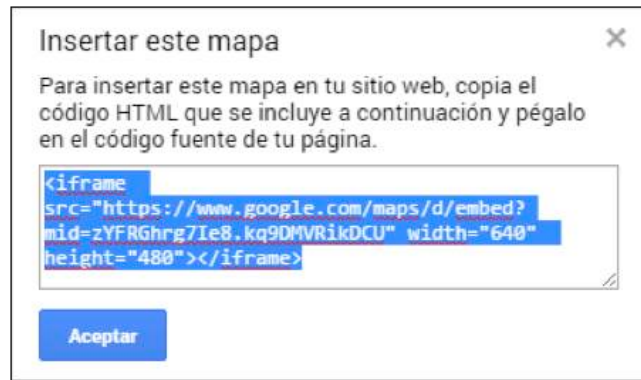 Insertar este mapa
Para insertar este mapa en tu sitio web, copia el
código HTML que se incluye a continuación y pégalo
en el código fuente de tu página.
<iframe
src="https://www.google.com/maps/d/embed?
mid=zYFRGhrg7Ie8.kq9DMVRikDCU" width="640"
height="480"></iframe>
Aceptar